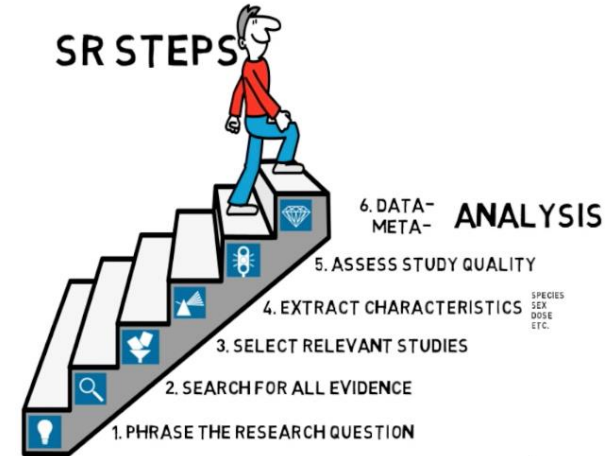 SR STEPS
6. DATA-
META-
ANALYSIS
5. ASSESS STUDY QUALITY
4. EXTRACT CHARACTERISTICS
SPECIES
SEX
DOSE
ETC.
3. SELECT RELEVANT STUDIES
2. SEARCH FOR ALL EVIDENCE
1. PHRASE THE RESEARCH QUESTION